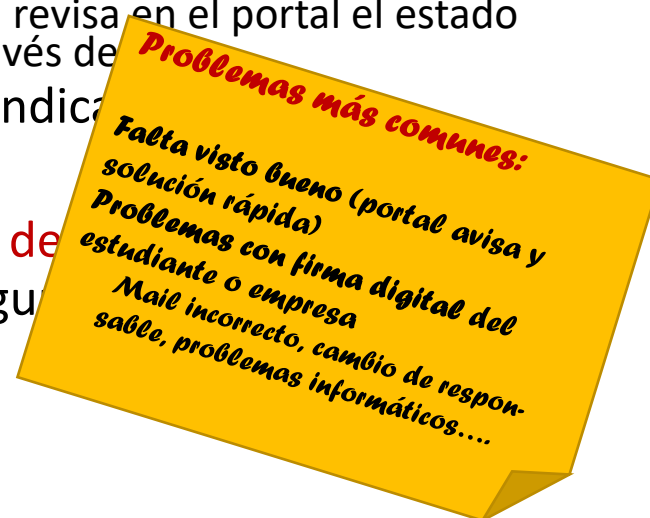 revisa en el portal el estado
vés de
ndica
de
gu
Problemas más comunes:
Falta visto bueno (portal avisa y
solución rápida)
Problemas con firma digital del
estudiante o empresa
Mail incorrecto, cambio de respon-
sable, problemas informáticos....